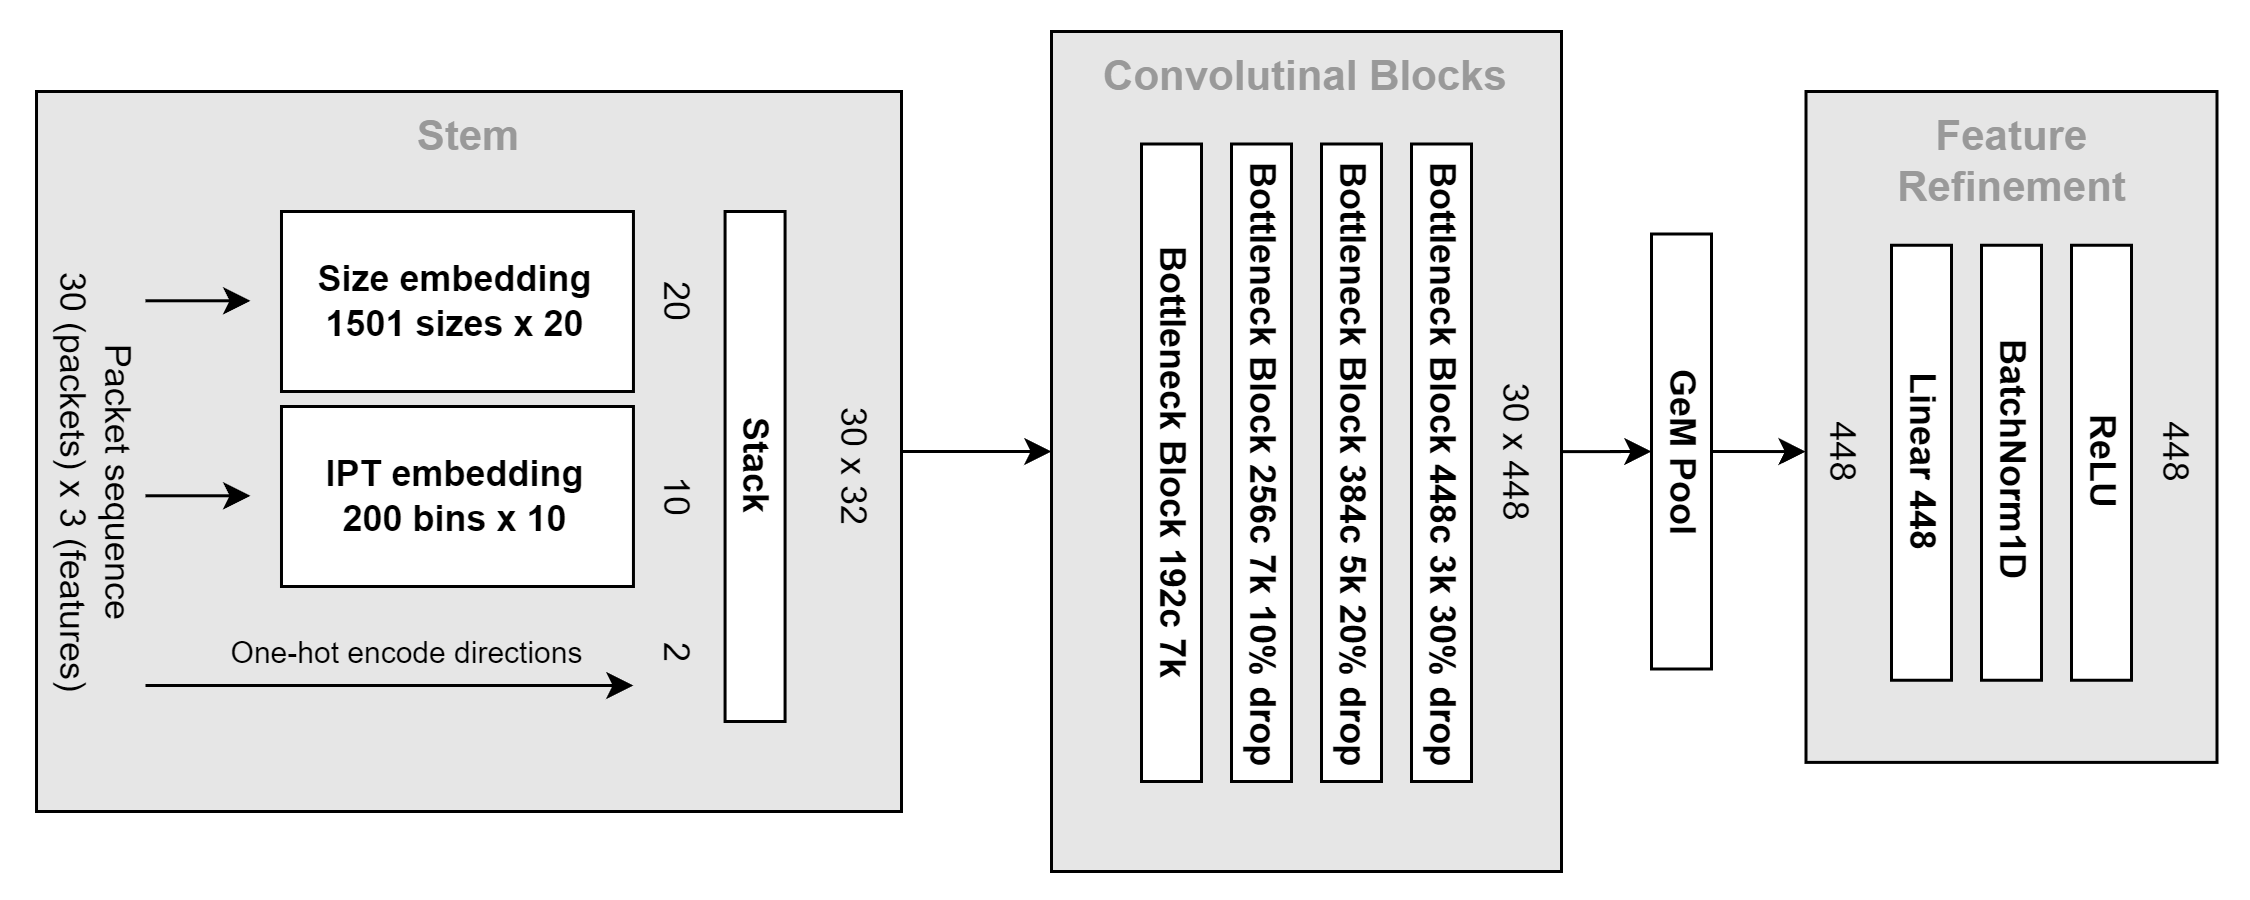 Stem
Packet sequence
30 (packets) x 3 (features)
Size embedding
1501 sizes x 20
20
IPT embedding
200 bins x 10
10
One-hot encode directions
2
Stack
30 x 32
Convolutinal Blocks
Bottleneck Block 192c 7k
Bottleneck Block 256c 7k 10% drop
Bottleneck Block 384c 5k 20% drop
Bottleneck Block 448c 3k 30% drop
30 x 448
GeM Pool
Feature
Refinement
448
Linear 448
BatchNorm1D
ReLU
448